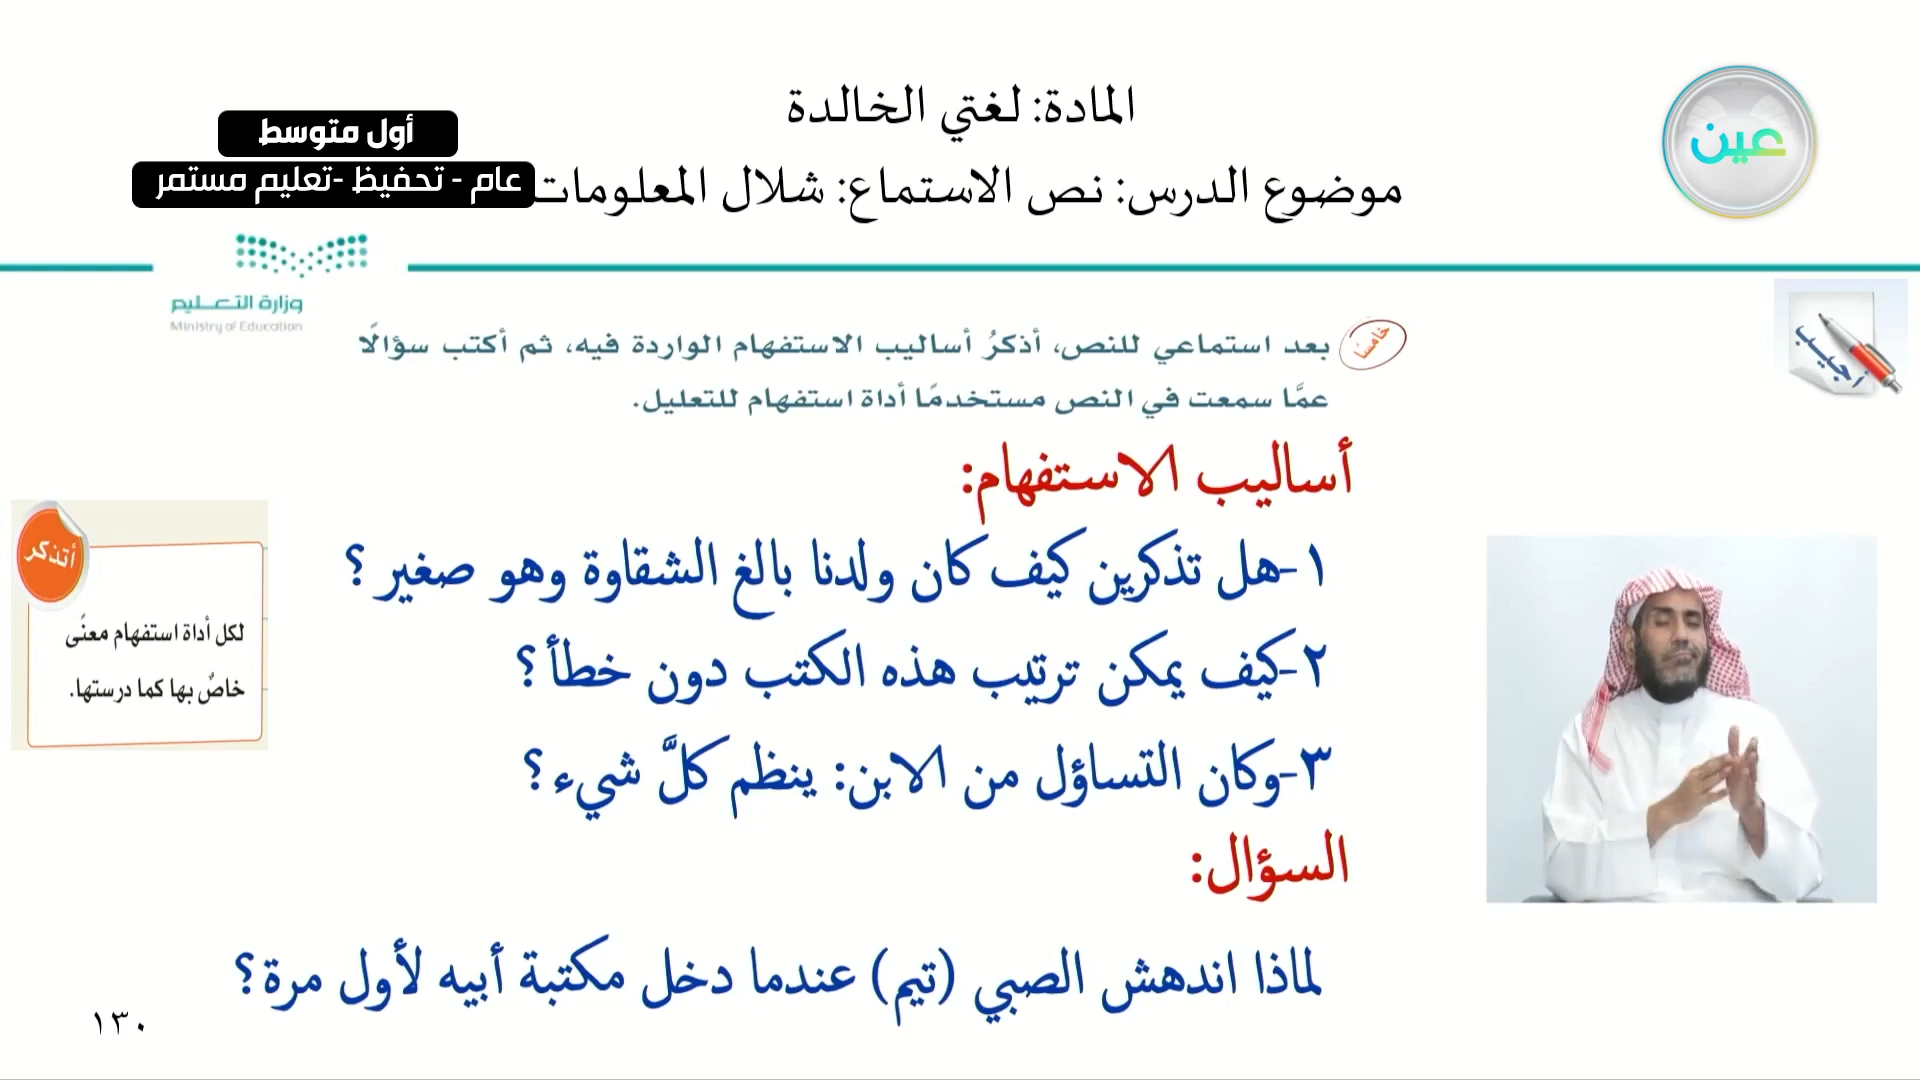 المادة: لغتي الخالدة
أول متوسط
عين
موضوع الدرس: نص الاستماع: شلال المعلومات
عام - تحفيظ -تعليم مستمر
وزارة التعليم
Ministry of Education
أجيب
خامسًا
بعد استماعي للنص، أذكرُ أساليب الاستفهام الواردة فيه، ثم أكتب سؤالًا
عمَّا سمعت في النص مستخدمًا أداة استفهام للتعليل.
أساليب الاستفهام:
١-هل تذكرين كيف كان ولدنا بالغ الشقاوة وهو صغير؟
٢-كيف يمكن ترتيب هذه الكتب دون خطأ؟
٣-وكان التساؤل من الابن: ينظم كلَّ شيء؟
أتذكر
لكل أداة استفهام معنًى
خاصٌ بها كما درستها.
السؤال:
لماذا اندهش الصبي (تيم) عندما دخل مكتبة أبيه لأول مرة؟
١٣٠